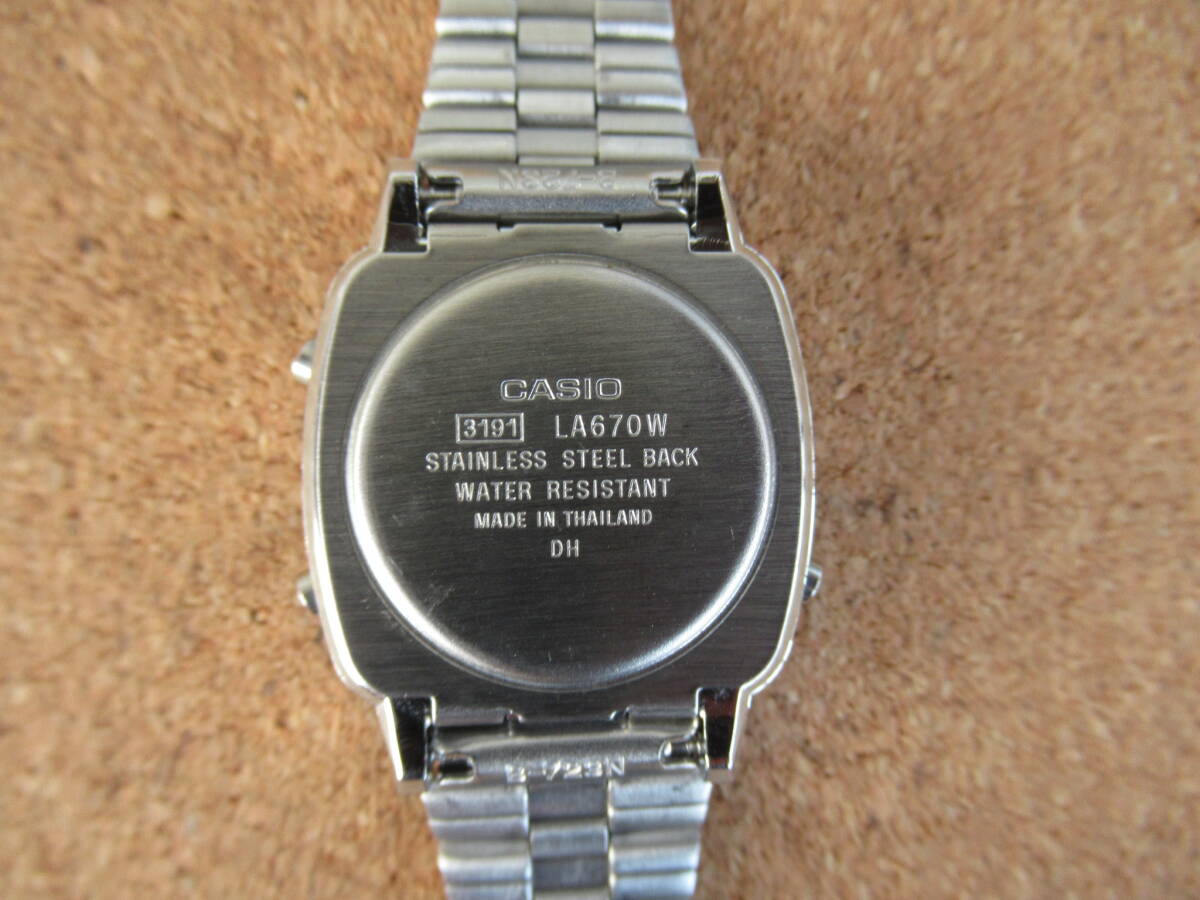 CASIO
3191 LA670W
STAINLESS STEEL BACK
WATER RESISTANT
MADE IN THAILAND
DH